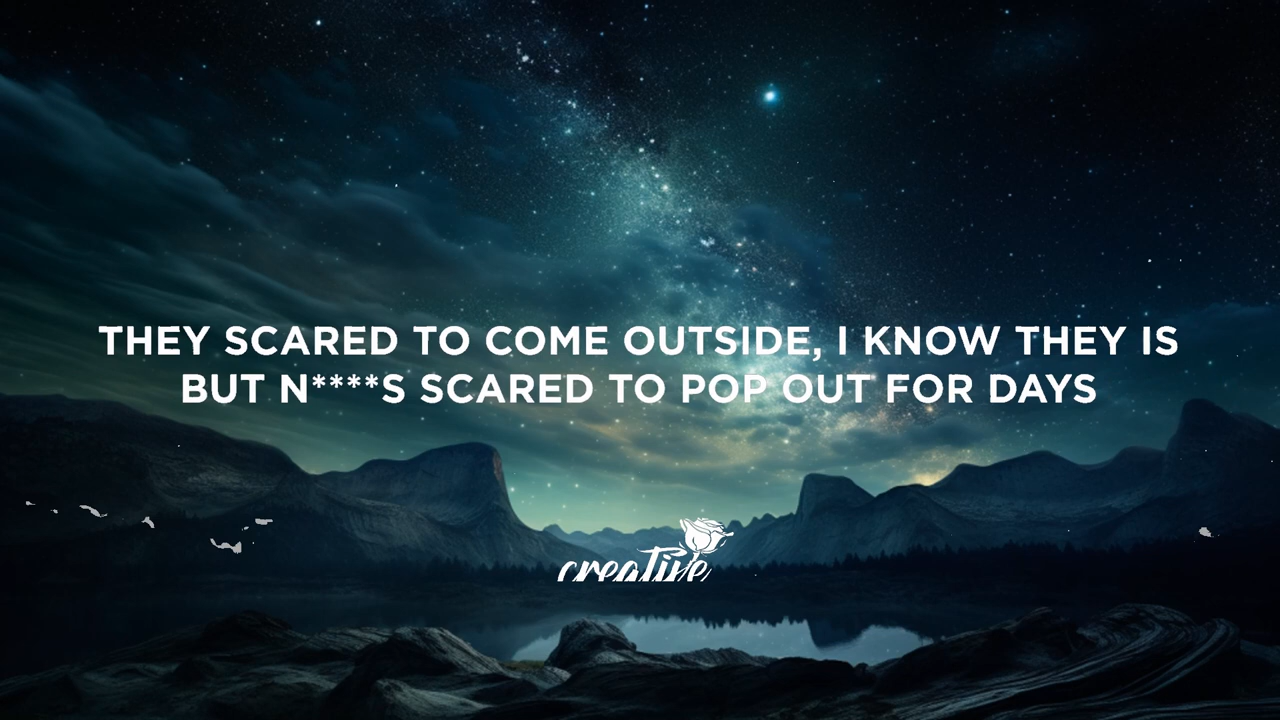 THEY SCARED TO COME OUTSIDE, I KNOW THEY IS
BUT N****S SCARED TO POP OUT FOR DAYS
creative